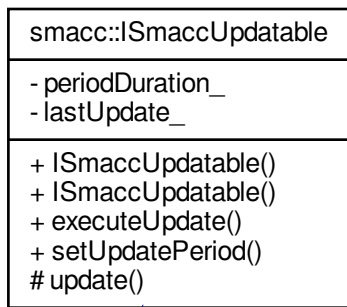 smacc::ISmaccUpdatable
- periodDuration_
- lastUpdate_
+ ISmaccUpdatable()
+ ISmaccUpdatable()
+ executeUpdate()
+ setUpdatePeriod()
# update()